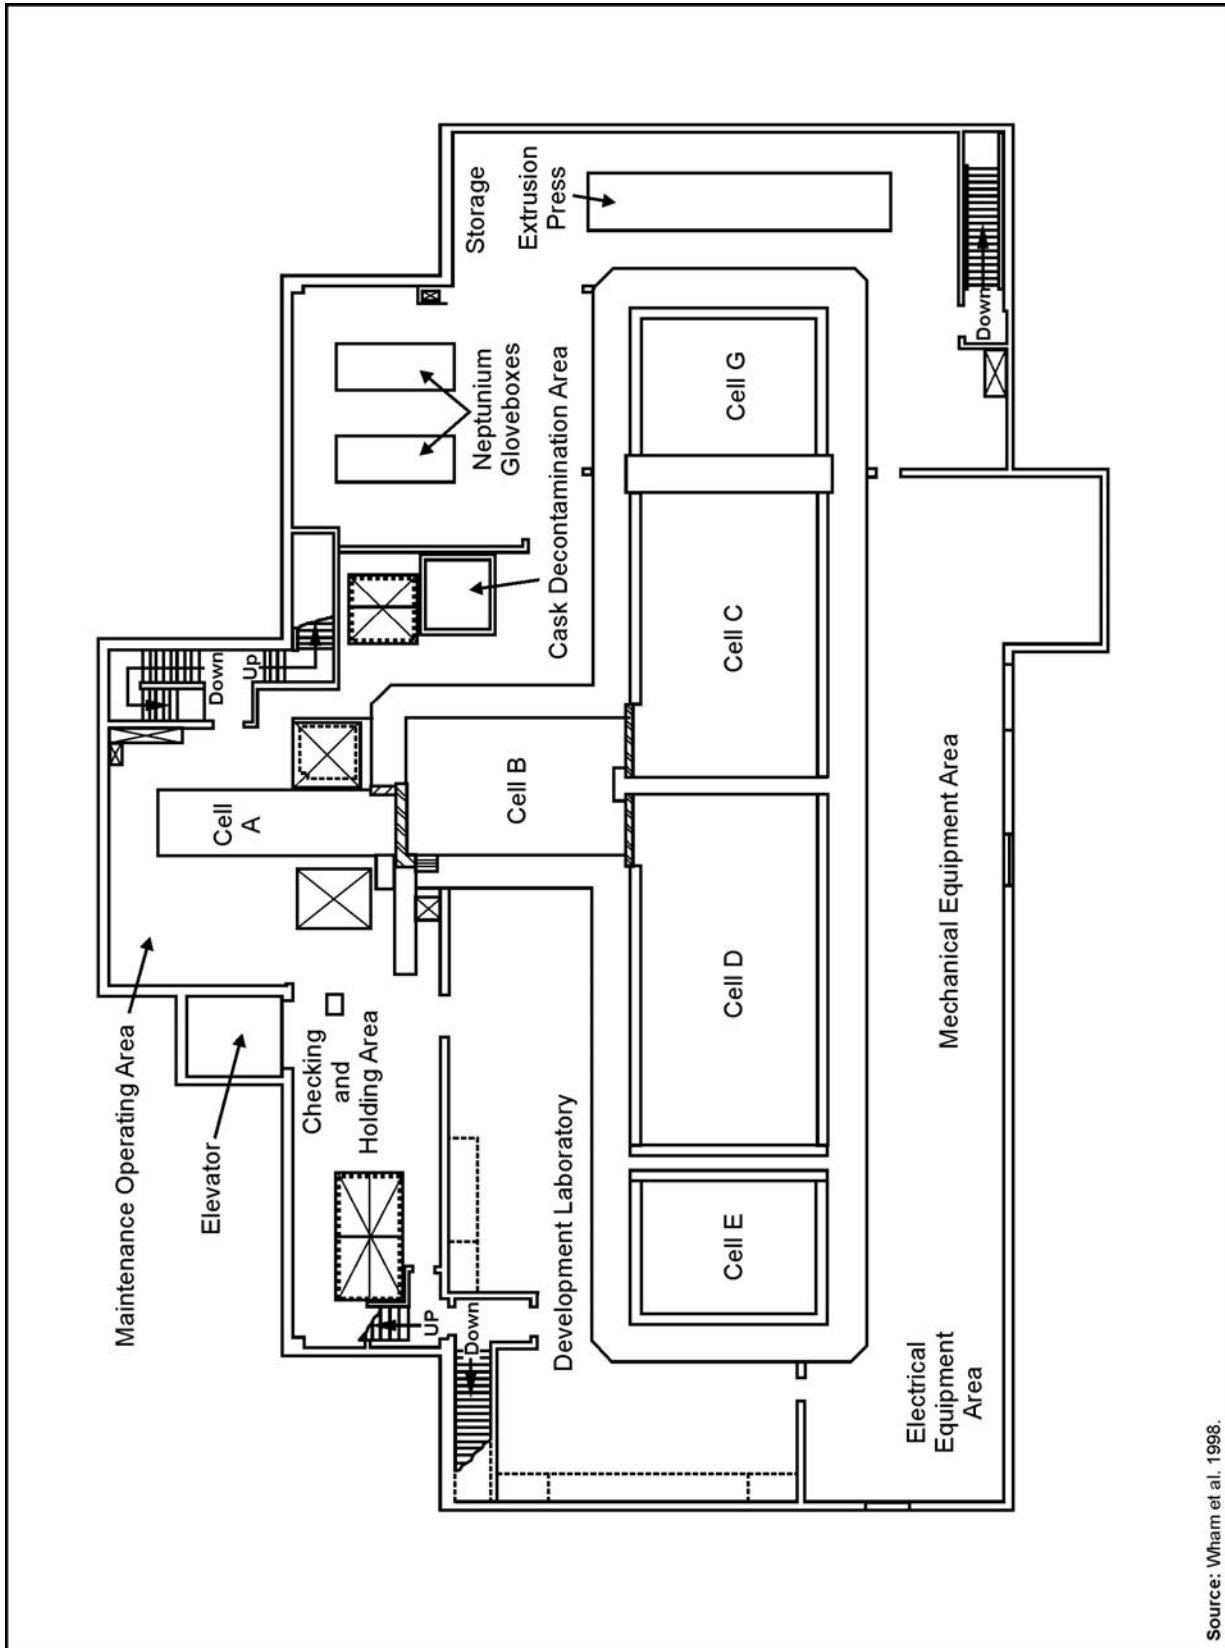 Maintenance Operating Area
Elevator
Checking
and
Holding Area
Cell
A
Down
Up
Storage
Extrusion
Press
Neptunium
Gloveboxes
Cask Decontamination Area
UP
Down
Development Laboratory
Cell B
Cell E
Cell D
Cell C
Cell G
Down
Electrical
Equipment
Area
Mechanical Equipment Area
Source: Wham et al. 1998.